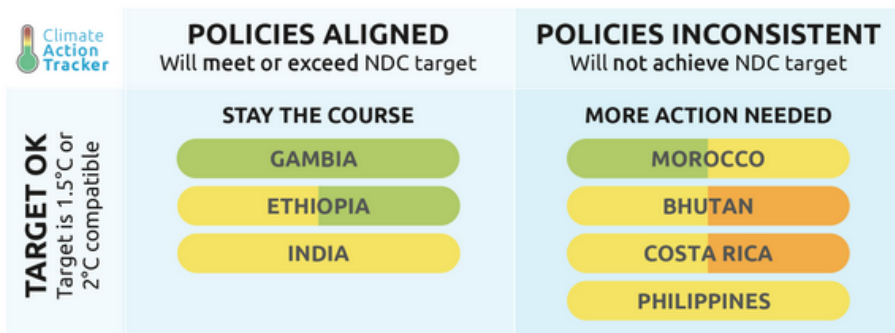 Climate
Action
Tracker
POLICIES ALIGNED
Will meet or exceed NDC target
POLICIES INCONSISTENT
Will not achieve NDC target
TARGET OK
Target is 1.5°C or
2°C compatible
STAY THE COURSE
GAMBIA
ETHIOPIA
INDIA
MORE ACTION NEEDED
MOROCCO
BHUTAN
COSTA RICA
PHILIPPINES